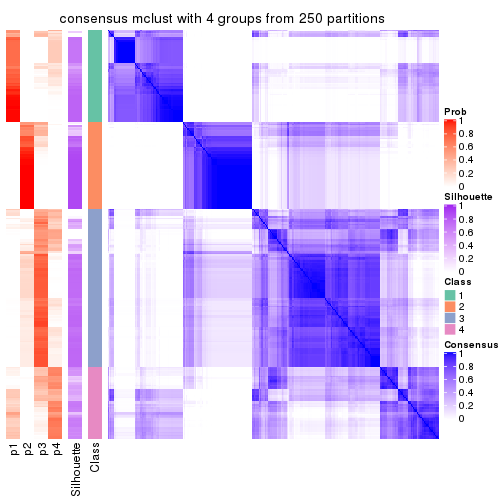 consensus mclust with 4 groups from 250 partitions
Prob
1
0.8
0.6
0.4
0.2
0
Silhouette
1
0.8
0.6
0.4
0.2
0
Class
1
2
3
4
Consensus
1
0.8
0.6
0.4
0.2
0
p1
p2
p3
p4
Silhouette
Class